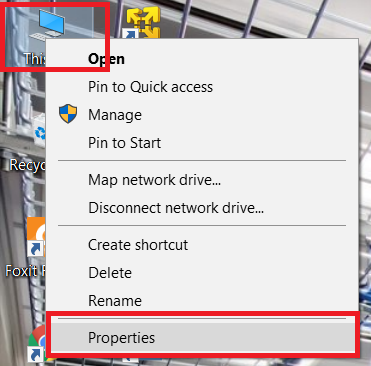 This
Open
Pin to Quick access
Manage
Pin to Start
Recyc
Map network drive...
Disconnect network drive...
Create shortcut
Foxit
Delete
Rename
Properties